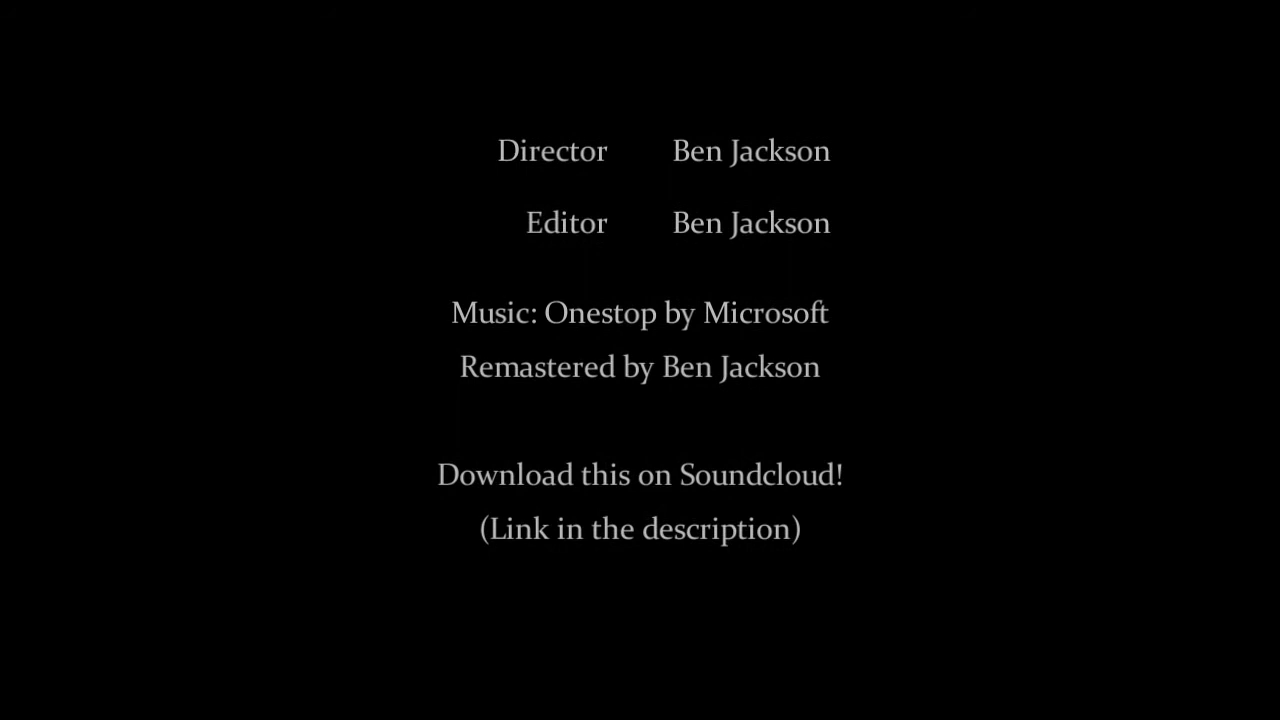 Director Ben Jackson
Editor Ben Jackson
Music: Onestop by Microsoft
Remastered by Ben Jackson
Download this on Soundcloud!
(Link in the description)